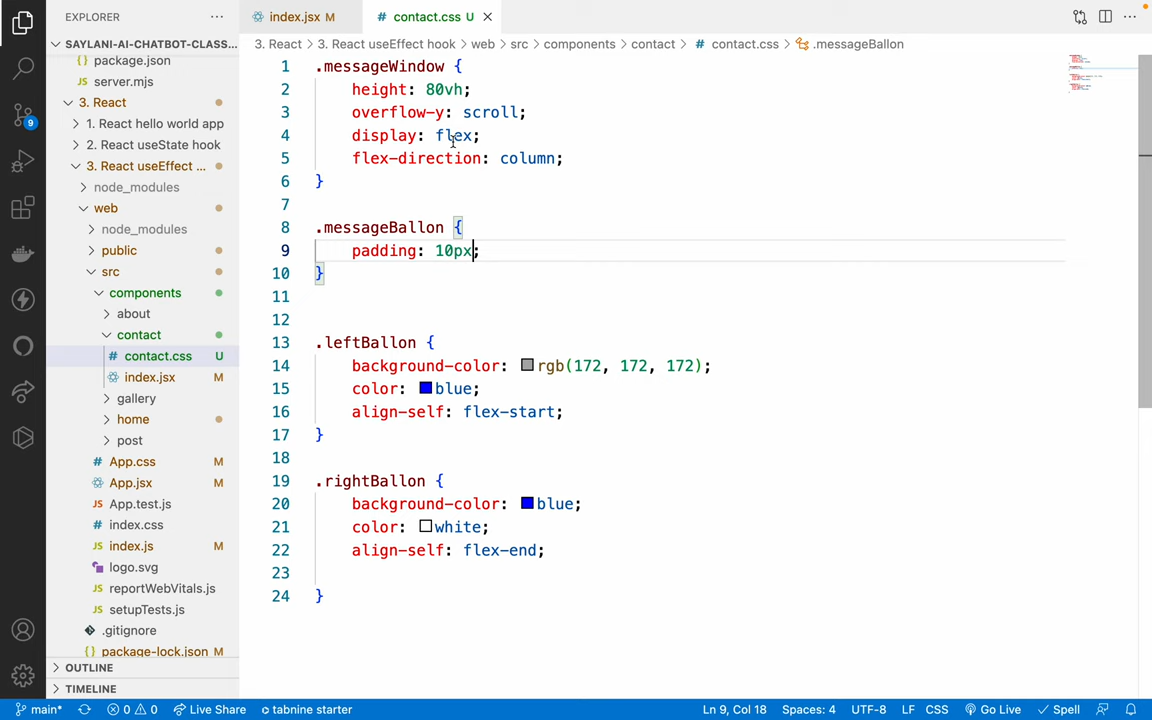 EXPLORER
SAYLANI-AI-CHATBOT-CLASS...
package.json
JS server.mjs
3. React
1. React hello world app
2. React useState hook
3. React useEffect ...
node_modules
web
node_modules
public
src
components
about
contact
# contact.css U
index.jsx M
gallery
home
post
# App.css M
App.jsx M
JS App.test.js
# index.css
JS index.js M
logo.svg
JS reportWebVitals.js
JS setupTests.js
.gitignore
package-lock.json M
OUTLINE
TIMELINE
9
index.jsx M
# contact.css U
3. React > 3. React useEffect hook > web > src > components > contact > # contact.css > .messageBallon
1 .messageWindow {
2 height: 80vh;
3 overflow-y: scroll;
4 display: flex;
5 flex-direction: column;
6 }
7
8 .messageBallon {
9 padding: 10px;
10 }
11
12
13 .leftBallon {
14 background-color: rgb(172, 172, 172);
15 color: blue;
16 align-self: flex-start;
17 }
18
19 .rightBallon {
20 background-color: blue;
21 color: white;
22 align-self: flex-end;
23
24 }
main* 0 0 Live Share tabnine starter Ln 9, Col 18 Spaces: 4 UTF-8 LF CSS Go Live Spell